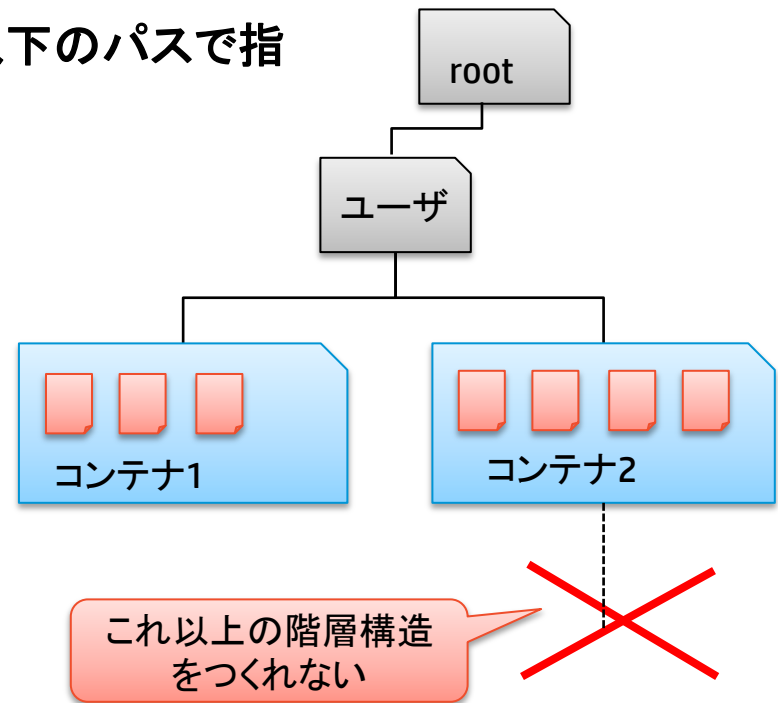 下のパスで指
root
ユーザ
コンテナ1
コンテナ2
これ以上の階層構造
をつくれない